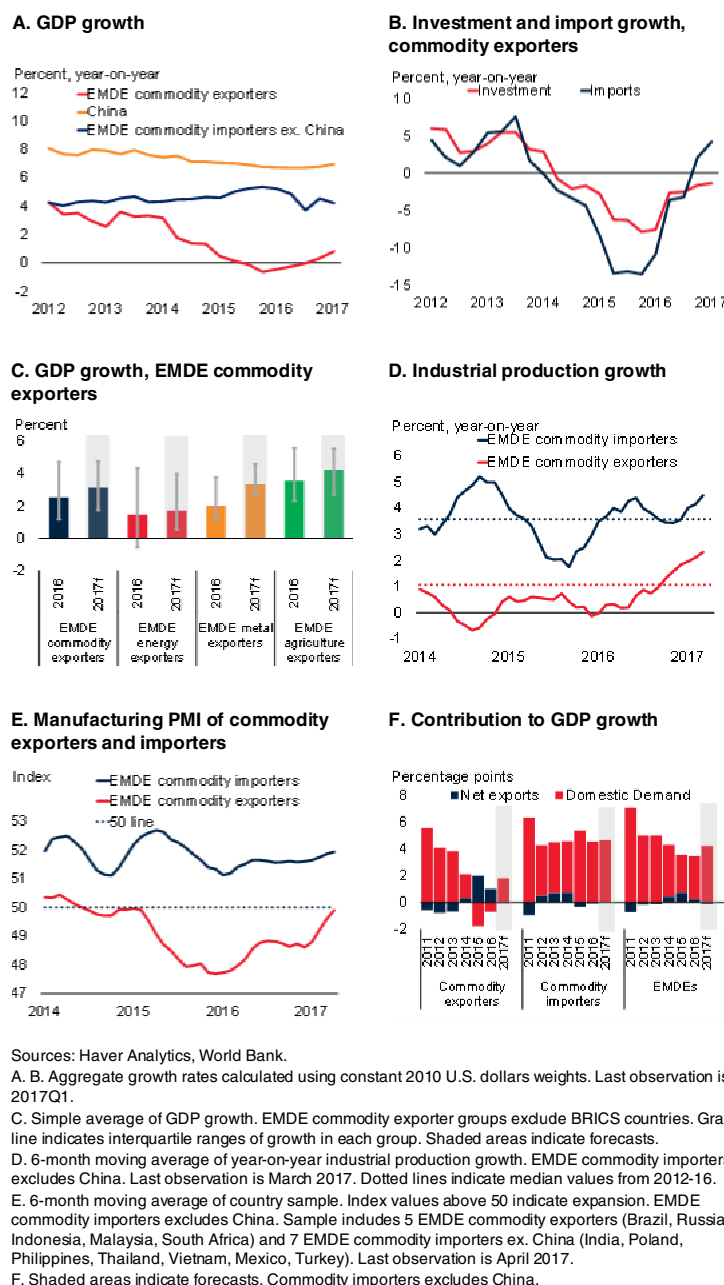 A. GDP growth
Percent, year-on-year
12
EMDE commodity exporters
China
EMDE commodity importers ex. China
10
8
6
4
2
0
-2
2012 2013 2014 2015 2016 2017
B. Investment and import growth,
commodity exporters
Percent, year-on-year
Investment Imports
10
5
0
-5
-10
-15
2012 2013 2014 2015 2016 2017
C. GDP growth, EMDE commodity
exporters
Percent
6
4
2
0
-2
2016 2017f 2016 2017f 2016 2017f 2016 2017f
EMDE commodity exporters
EMDE energy exporters
EMDE metal exporters
EMDE agriculture exporters
D. Industrial production growth
Percent, year-on-year
EMDE commodity importers
EMDE commodity exporters
6
5
4
3
2
1
0
-1
2014 2015 2016 2017
E. Manufacturing PMI of commodity
exporters and importers
Index
EMDE commodity importers
EMDE commodity exporters
50 line
53
52
51
50
49
48
47
2014 2015 2016 2017
F. Contribution to GDP growth
Percentage points
Net exports Domestic Demand
8
6
4
2
0
-2
2011 2012 2013 2014 2015 2016 2017f 2011 2012 2013 2014 2015 2016 2017f 2011 2012 2013 2014 2015 2016 2017f
Commodity exporters
Commodity importers
EMDEs
Sources: Haver Analytics, World Bank.
A. B. Aggregate growth rates calculated using constant 2010 U.S. dollars weights. Last observation is
2017Q1.
C. Simple average of GDP growth. EMDE commodity exporter groups exclude BRICS countries. Gra
line indicates interquartile ranges of growth in each group. Shaded areas indicate forecasts.
D. 6-month moving average of year-on-year industrial production growth. EMDE commodity importer
excludes China. Last observation is March 2017. Dotted lines indicate median values from 2012-16.
E. 6-month moving average of country sample. Index values above 50 indicate expansion. EMDE
commodity importers excludes China. Sample includes 5 EMDE commodity exporters (Brazil, Russia
Indonesia, Malaysia, South Africa) and 7 EMDE commodity importers ex. China (India, Poland,
Philippines, Thailand, Vietnam, Mexico, Turkey). Last observation is April 2017.
F. Shaded areas indicate forecasts. Commodity importers excludes China.